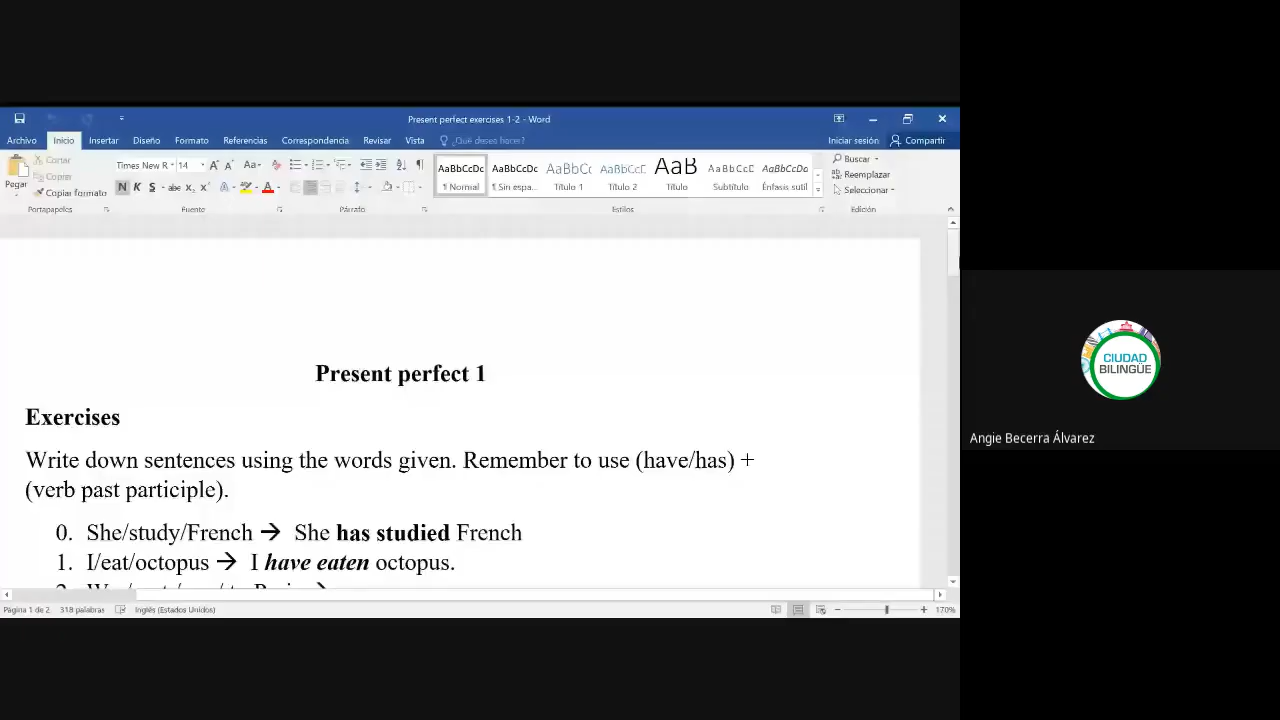 Present perfect exercises 1-2 - Word
Archivo Inicio Insertar Diseño Formato Referencias Correspondencia Revisar Vista ¿Qué desea hacer? Iniciar sesión Compartir
Pegar
Cortar
Copiar
Copiar formato
Portapapeles
Times New R 14
N K S abc
Fuente
Párrafo
AaBbCcDc AaBbCcDc AaBbCc AaBbCcC AaB AaBbCcC AaBbCcDc
¶ Normal ¶ Sin espa... Título 1 Título 2 Título Subtítulo Énfasis sutil
Estilos
Buscar
Reemplazar
Seleccionar
Edición
Present perfect 1
Exercises
Write down sentences using the words given. Remember to use (have/has) +
(verb past participle).
0. She/study/French → She has studied French
1. I/eat/octopus → I have eaten octopus.
Página 1 de 2 318 palabras Inglés (Estados Unidos) 170%
CIUDAD
BILINGÜE
Angie Becerra Álvarez